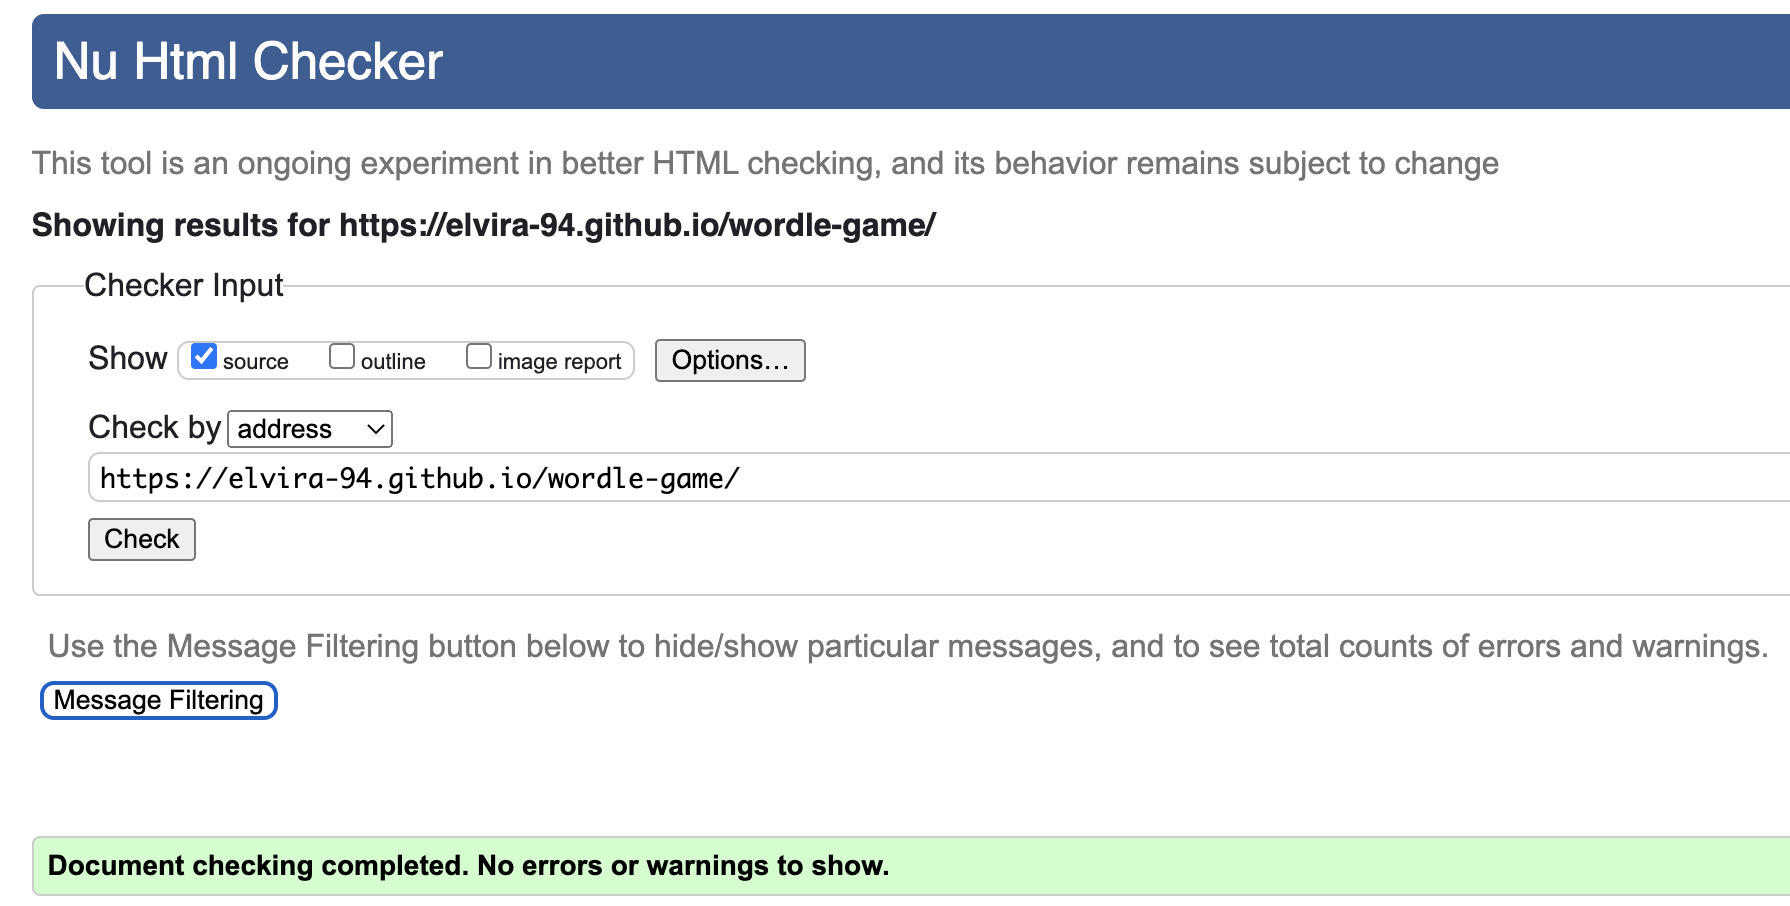 Nu Html Checker
This tool is an ongoing experiment in better HTML checking, and its behavior remains subject to change
Showing results for https://elvira-94.github.io/wordle-game/
Checker Input
Show source outline image report Options...
Check by address
https://elvira-94.github.io/wordle-game/
Check
Use the Message Filtering button below to hide/show particular messages, and to see total counts of errors and warnings.
Message Filtering
Document checking completed. No errors or warnings to show.